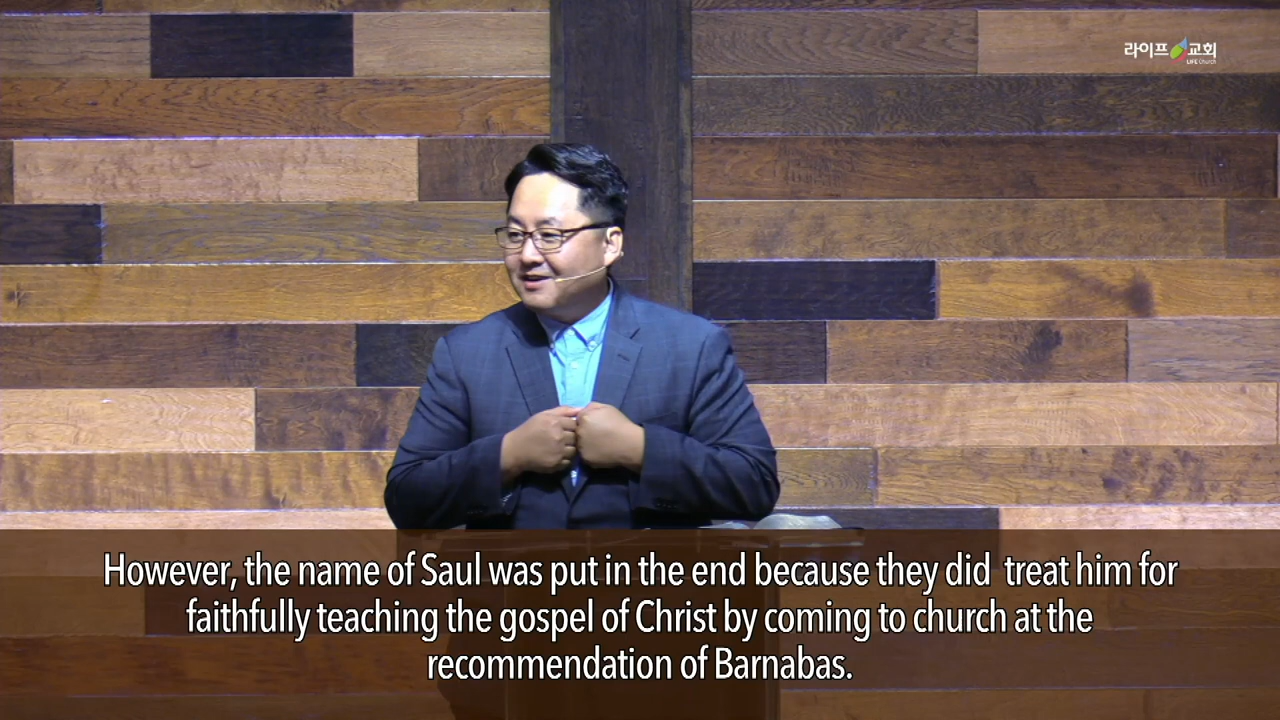 라이프교회
LIFE Church
However, the name of Saul was put in the end because they did  treat him for
faithfully teaching the gospel of Christ by coming to church at the
recommendation of Barnabas.